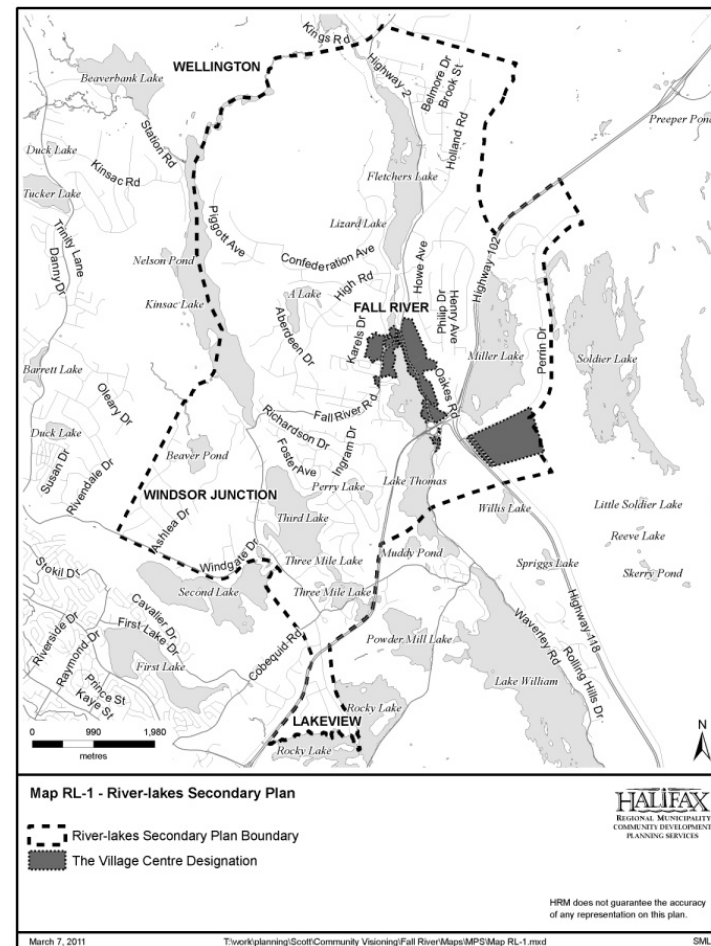 Kings Rd
WELLINGTON
Highway 2
Belmore Dr
Brook St
Beaverbank Lake
Preeper Pond
Station Rd
Holland Rd
Duck Lake
Kinsac Rd
Fletchers Lake
Tucker Lake
Trinity Lane
Danny Dr
Piggott Ave
Lizard Lake
Nelson Pond
Confederation Ave
Howe Ave
Highway 102
High Rd
Kinsac Lake
A Lake
FALL RIVER
Philip Dr
Henry Ave
Aberdeen Dr
Karels Dr
Miller Lake
Perrin Dr
Soldier Lake
Barrett Lake
Oleary Dr
Fall River Rd
Oakes Rd
Richardson Dr
Duck Lake
Susan Dr
Rivendale Dr
Beaver Pond
Foster Ave
Ingram Dr
Perry Lake
Lake Thomas
WINDSOR JUNCTION
Willis Lake
Little Soldier Lake
Ashlea Dr
Third Lake
Reeve Lake
Windgate Dr
Three Mile Lake
Muddy Pond
Spriggs Lake
Skerry Pond
Stokil Dr
Second Lake
Three Mile Lake
Cavalier Dr
First Lake Dr
Riverside Dr
Raymond Dr
Cobequid Rd
Powder Mill Lake
Waverley Rd
Highway 118
First Lake
Prince St
Kaye St
Lake William
Rolling Hills Dr
Rocky Lake
LAKEVIEW
Rocky Lake
0 990 1,980
metres
N
Map RL-1 - River-lakes Secondary Plan
River-lakes Secondary Plan Boundary
The Village Centre Designation
HALIFAX
REGIONAL MUNICIPALITY
COMMUNITY DEVELOPMENT
PLANNING SERVICES
HRM does not guarantee the accuracy
of any representation on this plan.
March 7, 2011 T:\work\planning\Scott\Community Visioning\Fall River\Maps\MPS\Map RL-1.mxd SML